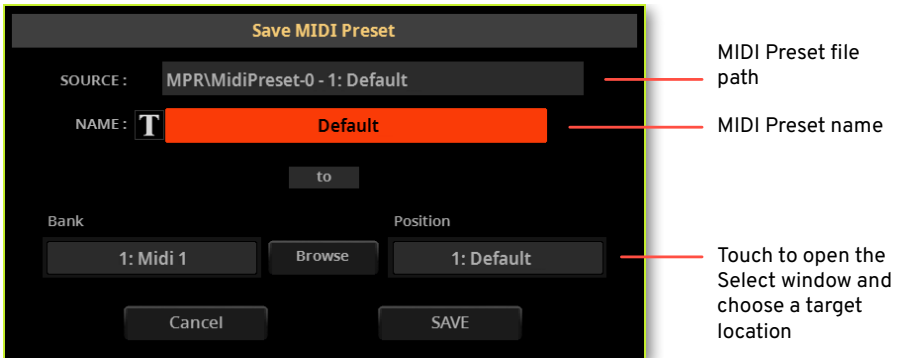 Save MIDI Preset
SOURCE :
MPR\MidiPreset-0 - 1: Default
MIDI Preset file
path
NAME :
T
Default
MIDI Preset name
to
Bank
Position
1: Midi 1
Browse
1: Default
Touch to open the
Select window and
choose a target
location
Cancel
SAVE